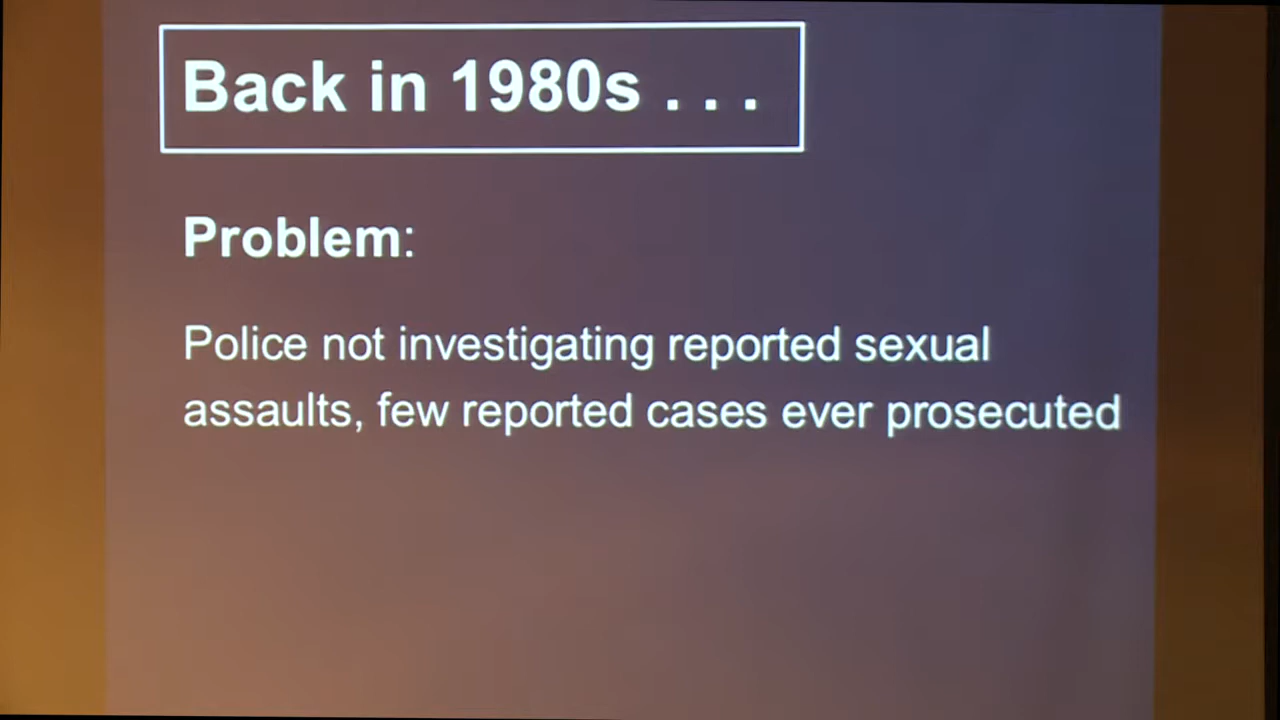 Back in 1980s . . .
Problem:
Police not investigating reported sexual
assaults, few reported cases ever prosecuted